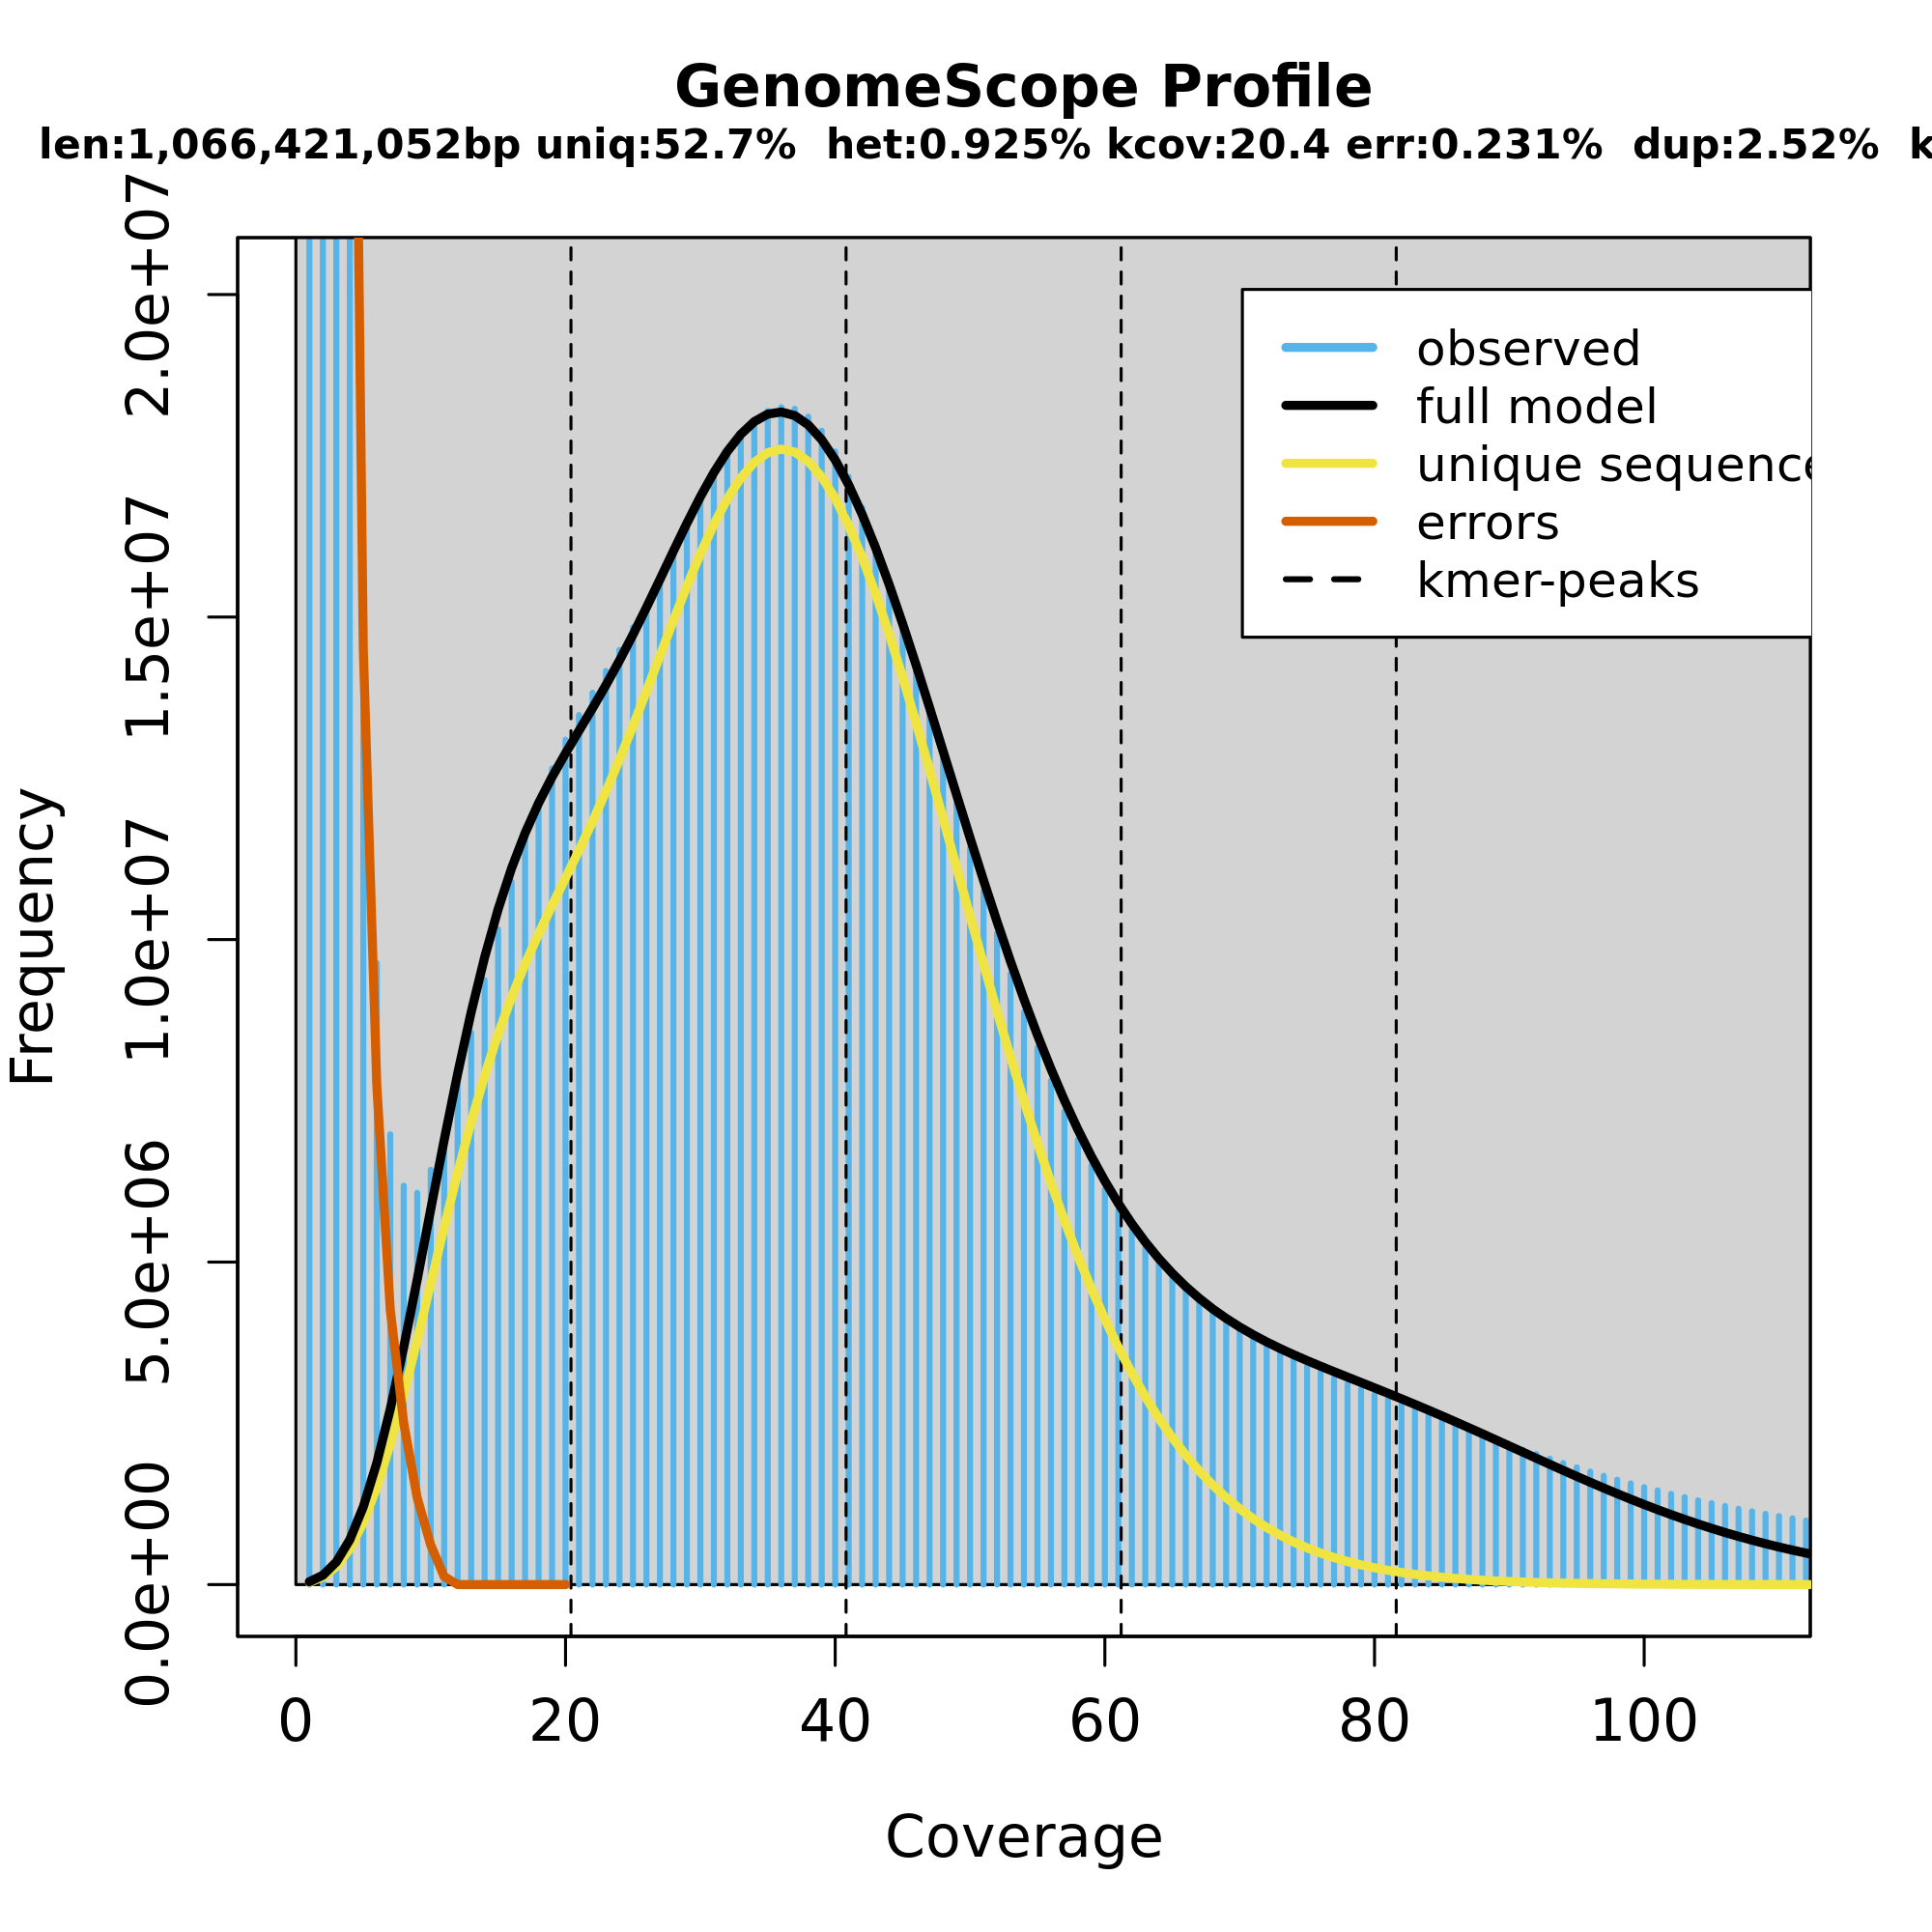 GenomeScope Profile
len:1,066,421,052bp uniq:52.7% het:0.925% kcov:20.4 err:0.231% dup:2.52% k
2.0e+07
1.5e+07
1.0e+07
5.0e+06
0.0e+00
Frequency
observed
full model
unique sequence
errors
kmer-peaks
0 20 40 60 80 100
Coverage